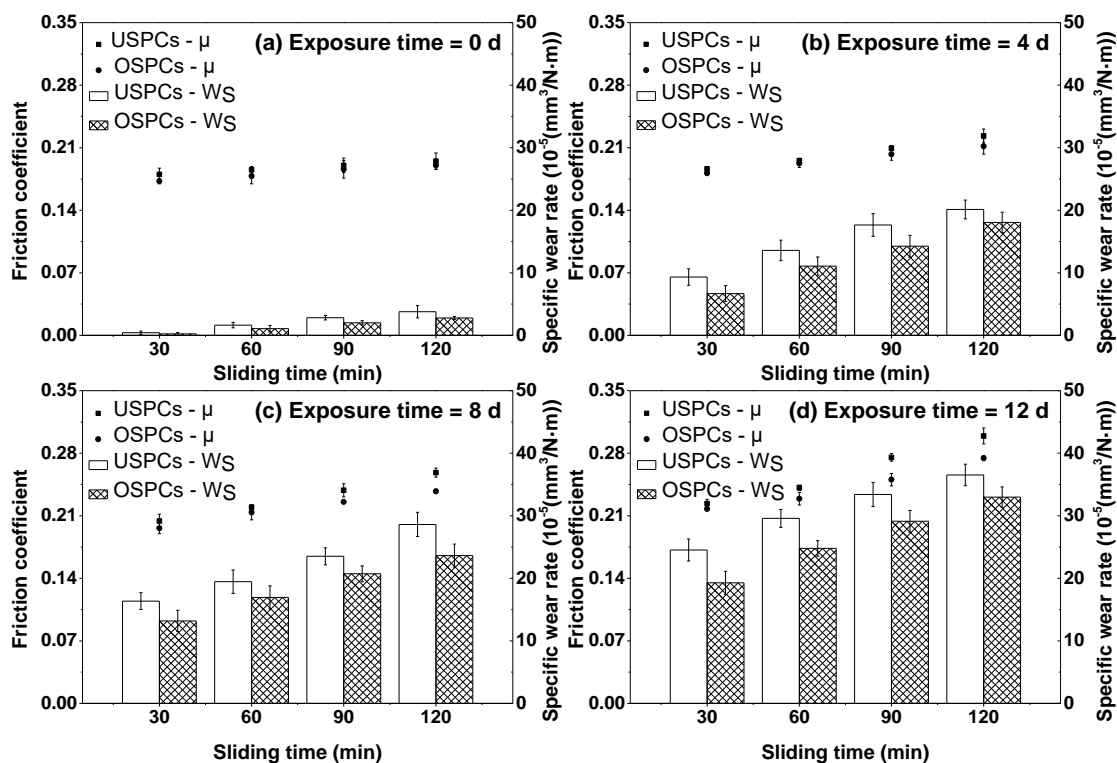 (a) Exposure time = 0 d
USPCs - μ
OSPCs - μ
USPCs - WS
OSPCs - WS
Friction coefficient
0.35
0.28
0.21
0.14
0.07
0.00
30 60 90 120
Sliding time (min)
50
40
30
20
10
0
Specific wear rate (10⁻⁵(mm³/N·m))
(b) Exposure time = 4 d
USPCs - μ
OSPCs - μ
USPCs - WS
OSPCs - WS
Friction coefficient
0.35
0.28
0.21
0.14
0.07
0.00
30 60 90 120
Sliding time (min)
50
40
30
20
10
0
Specific wear rate (10⁻⁵(mm³/N·m))
(c) Exposure time = 8 d
USPCs - μ
OSPCs - μ
USPCs - WS
OSPCs - WS
Friction coefficient
0.35
0.28
0.21
0.14
0.07
0.00
30 60 90 120
Sliding time (min)
50
40
30
20
10
0
Specific wear rate (10⁻⁵(mm³/N·m))
(d) Exposure time = 12 d
USPCs - μ
OSPCs - μ
USPCs - WS
OSPCs - WS
Friction coefficient
0.35
0.28
0.21
0.14
0.07
0.00
30 60 90 120
Sliding time (min)
50
40
30
20
10
0
Specific wear rate (10⁻⁵(mm³/N·m))